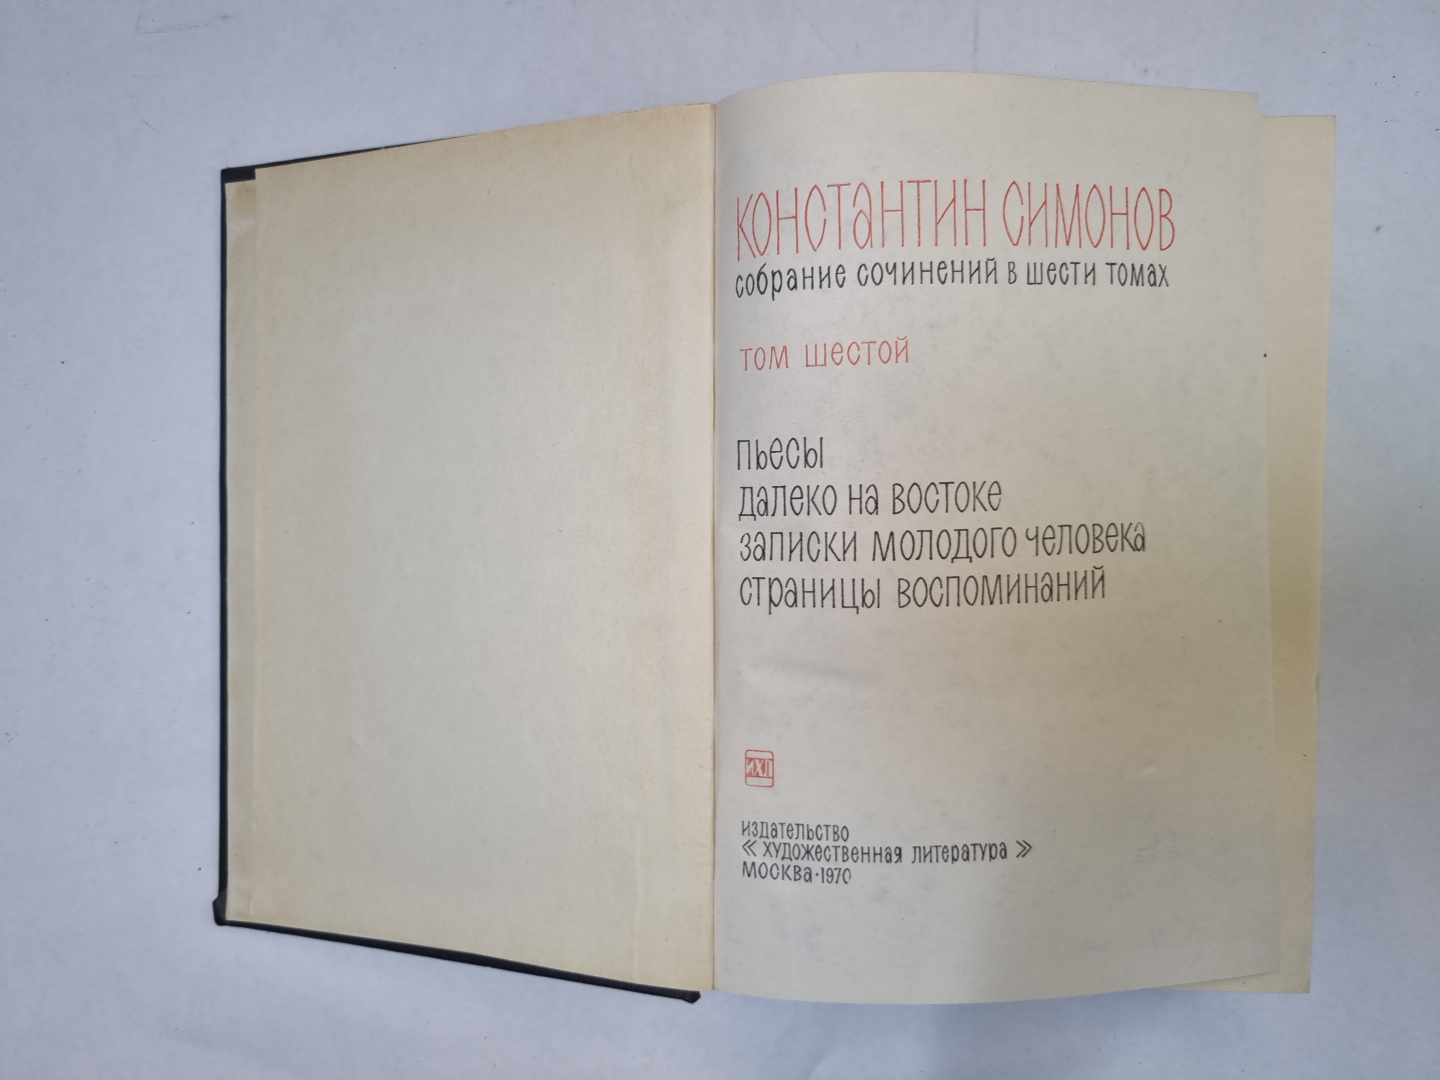 КОНСТАНТИН СИМОНОВ
СОБРАНИЕ СОЧИНЕНИЙ В ШЕСТИ ТОМАХ
ТОМ ШЕСТОЙ
ПЬЕСЫ
ДАЛЕКО НА ВОСТОКЕ
ЗАПИСКИ МОЛОДОГО ЧЕЛОВЕКА
СТРАНИЦЫ ВОСПОМИНАНИЙ
ИХЛ
ИЗДАТЕЛЬСТВО
« ХУДОЖЕСТВЕННАЯ ЛИТЕРАТУРА »
МОСКВА·1970